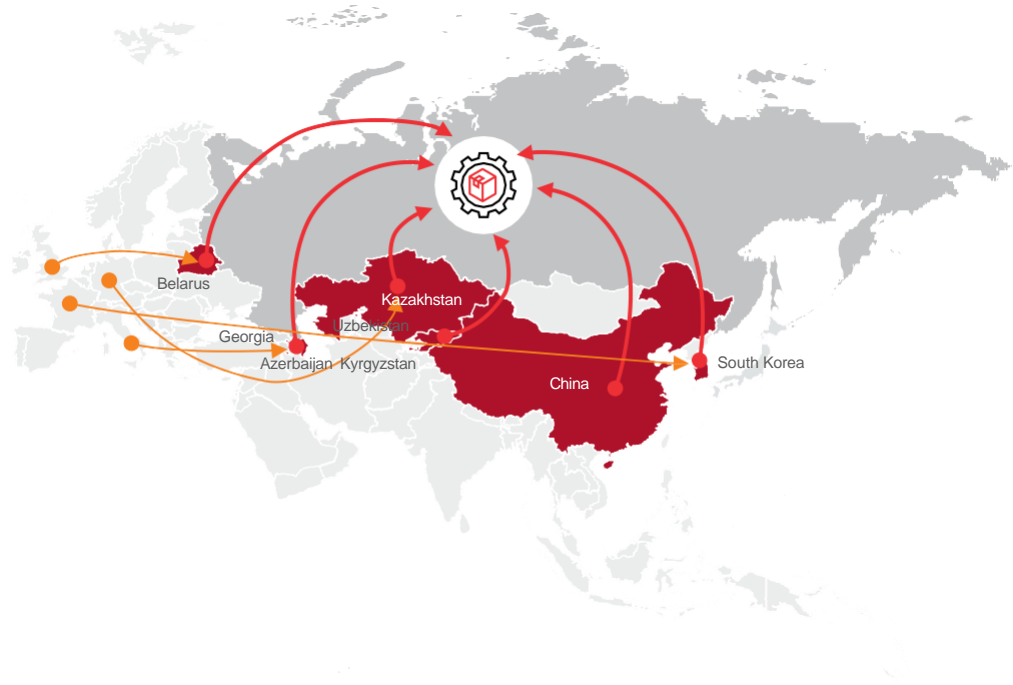 Belarus
Kazakhstan
Uzbekistan
Georgia
Azerbaijan
Kyrgyzstan
South Korea
China